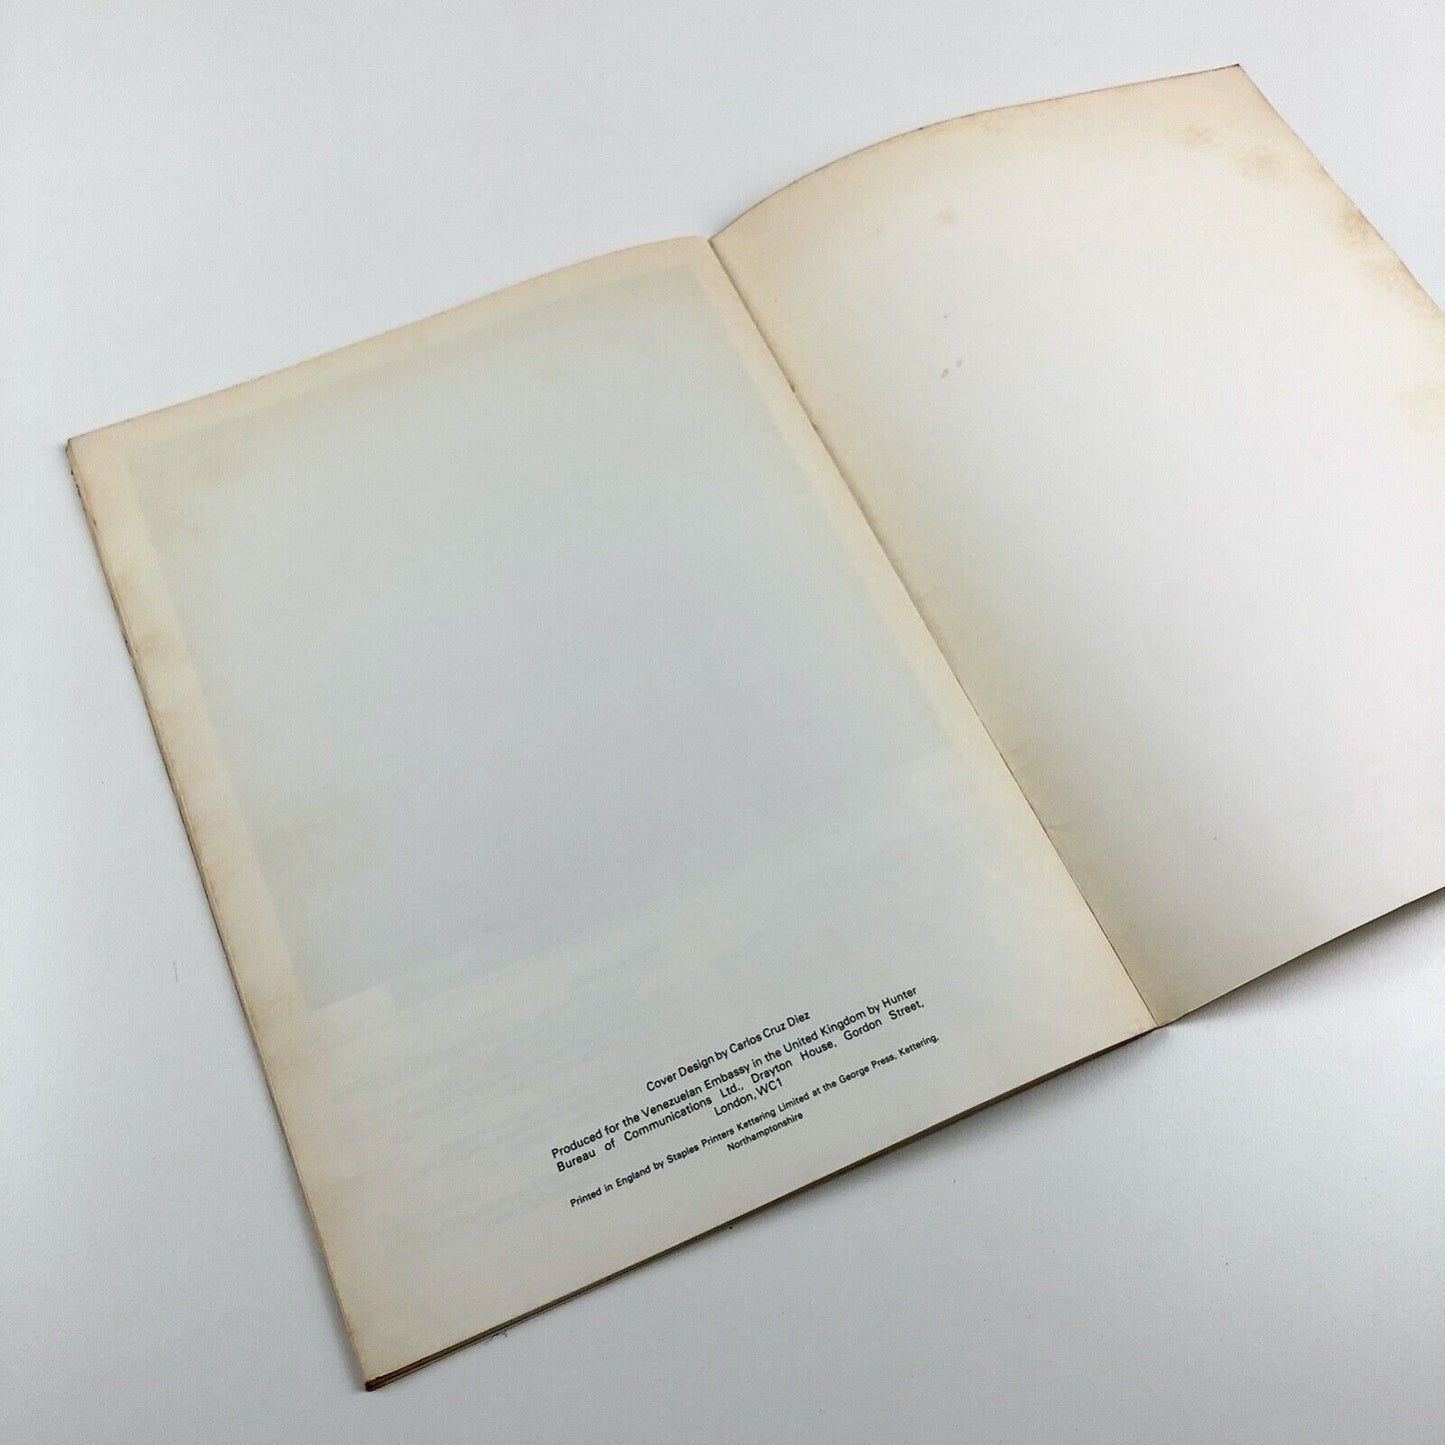 Cover Design by Carlos Cruz Diez
Produced for the Venezuelan Embassy in the United Kingdom by Hunter
Bureau of Communications Ltd., Drayton House, Gordon Street,
London, WC1
Printed in England by Staples Printers Kettering Limited at the George Press, Kettering,
Northamptonshire